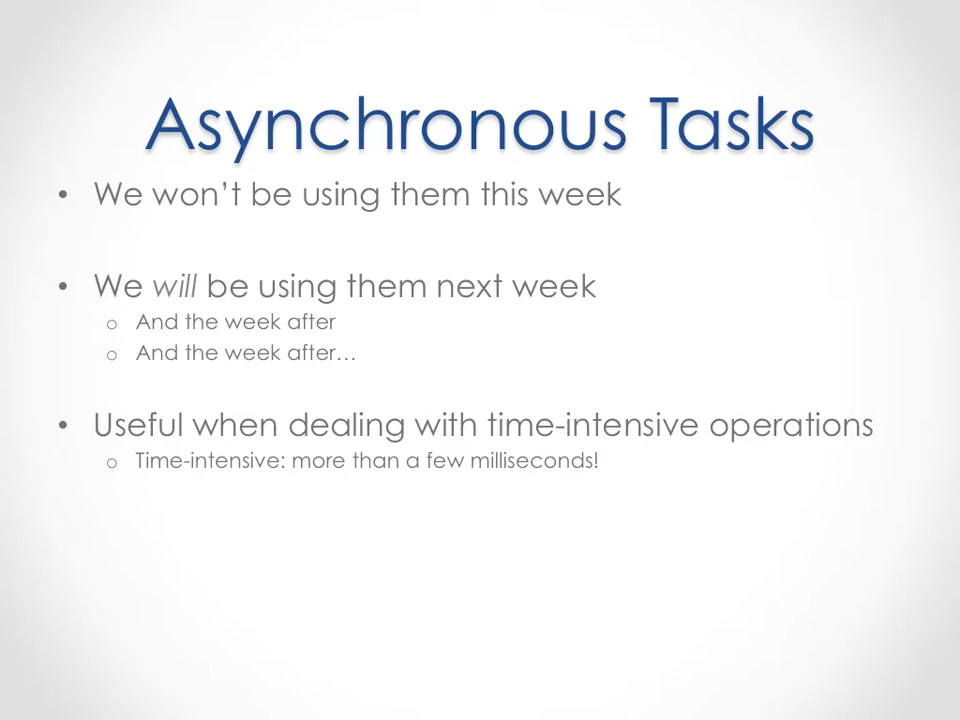 Asynchronous Tasks
• We won’t be using them this week
• We will be using them next week
o And the week after
o And the week after…
• Useful when dealing with time-intensive operations
o Time-intensive: more than a few milliseconds!